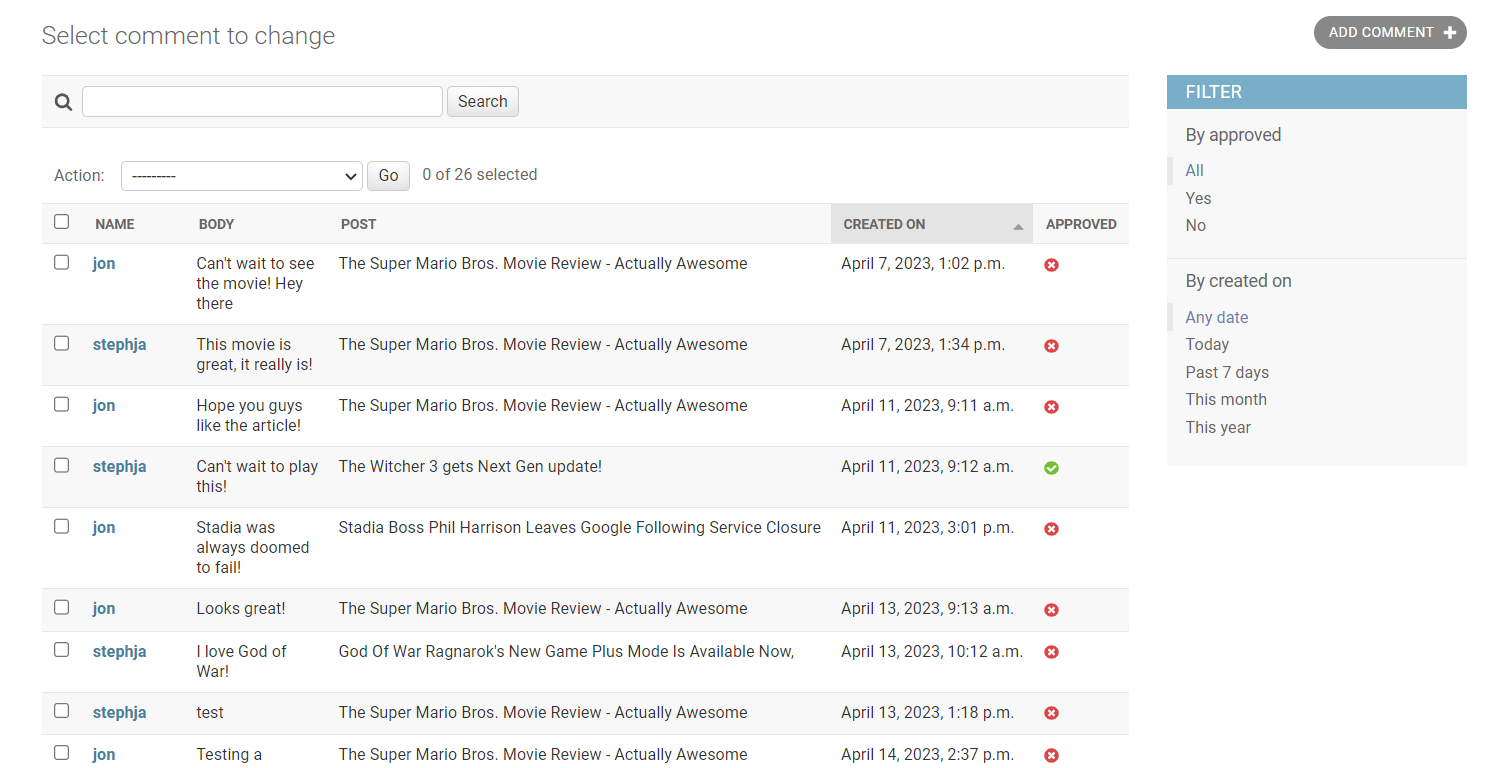 Select comment to change
ADD COMMENT
Search
FILTER
By approved
All
Yes
No
By created on
Any date
Today
Past 7 days
This month
This year
Action: --------- Go 0 of 26 selected
NAME BODY POST CREATED ON APPROVED
jon Can't wait to see The Super Mario Bros. Movie Review - Actually Awesome April 7, 2023, 1:02 p.m.
the movie! Hey
there
stephja This movie is The Super Mario Bros. Movie Review - Actually Awesome April 7, 2023, 1:34 p.m.
great, it really is!
jon Hope you guys The Super Mario Bros. Movie Review - Actually Awesome April 11, 2023, 9:11 a.m.
like the article!
stephja Can't wait to play The Witcher 3 gets Next Gen update! April 11, 2023, 9:12 a.m.
this!
jon Stadia was Stadia Boss Phil Harrison Leaves Google Following Service Closure April 11, 2023, 3:01 p.m.
always doomed
to fail!
jon Looks great! The Super Mario Bros. Movie Review - Actually Awesome April 13, 2023, 9:13 a.m.
stephja I love God of God Of War Ragnarok's New Game Plus Mode Is Available Now, April 13, 2023, 10:12 a.m.
War!
stephja test The Super Mario Bros. Movie Review - Actually Awesome April 13, 2023, 1:18 p.m.
jon Testing a The Super Mario Bros. Movie Review - Actually Awesome April 14, 2023, 2:37 p.m.